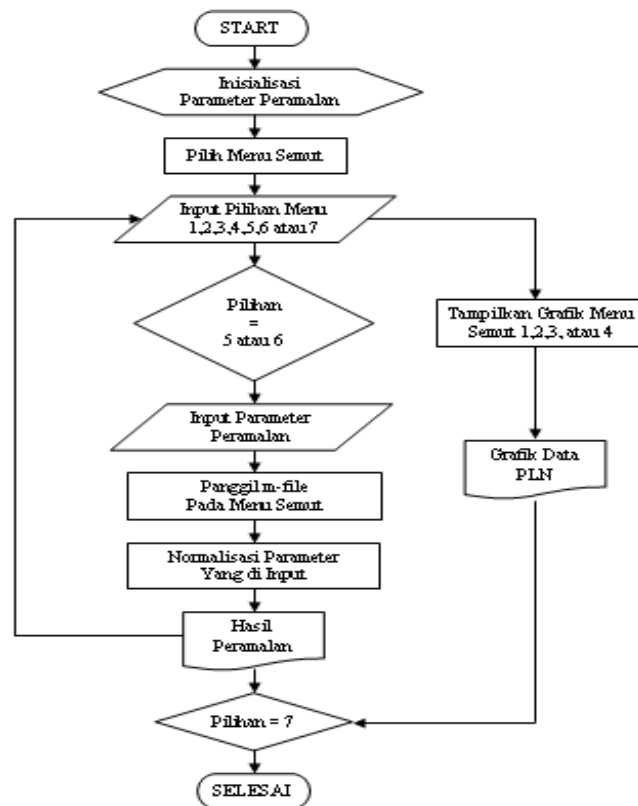 START
Inisialisasi
Parameter Peramalan
Pilih Menu Semut
Input Pilihan Menu
1,2,3,4,5,6 atau 7
Pilihan
=
5 atau 6
Tampilkan Grafik Menu
Semut 1,2,3, atau 4
Input Parameter
Peramalan
Grafik Data
PLN
Panggil m-file
Pada Menu Semut
Normalisasi Parameter
Yang di Input
Hasil
Peramalan
Pilihan = 7
SELESAI